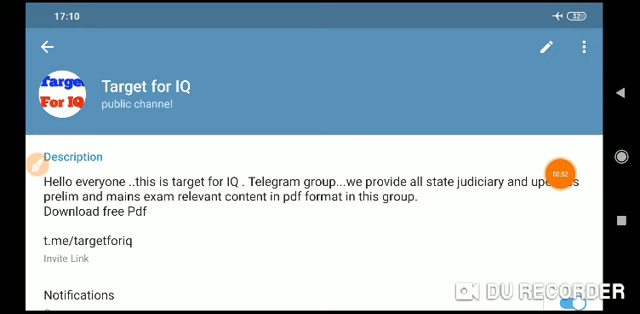 17:10
32
Target for IQ
public channel
Target
For IQ
Description
00:52
Hello everyone ..this is target for IQ . Telegram group...we provide all state judiciary and
prelim and mains exam relevant content in pdf format in this group.
Download free Pdf
t.me/targetforiq
Invite Link
DU RECORDER
Notifications